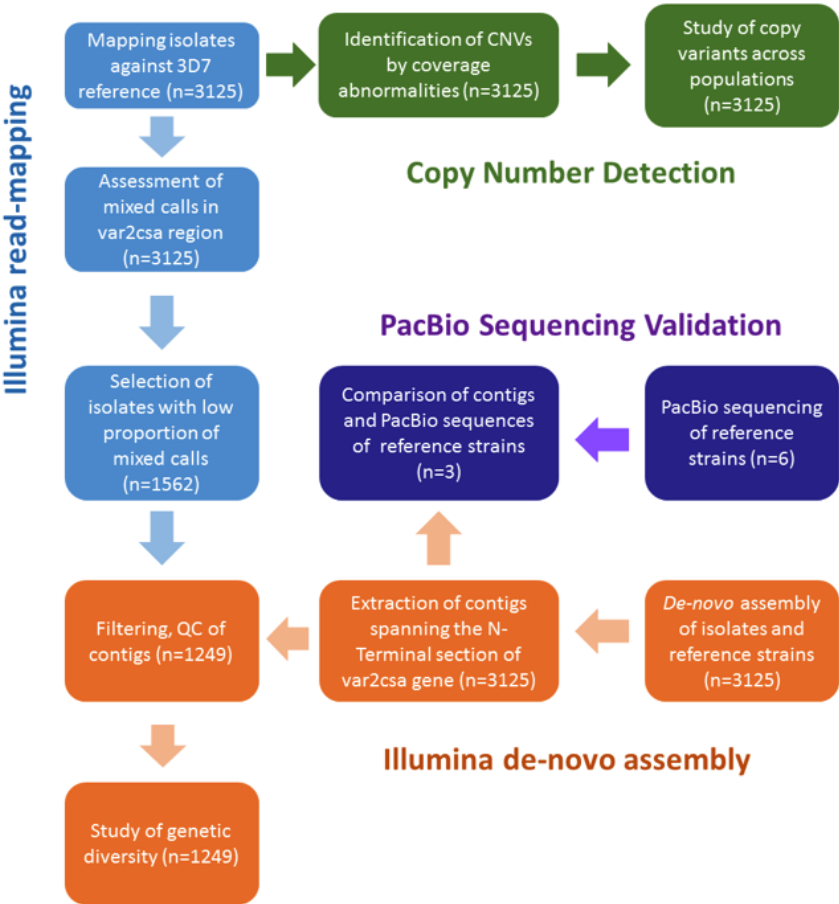 Illumina read-mapping
Mapping isolates
against 3D7
reference (n=3125)
Identification of CNVs
by coverage
abnormalities (n=3125)
Study of copy
variants across
populations
(n=3125)
Copy Number Detection
Assessment of
mixed calls in
var2csa region
(n=3125)
PacBio Sequencing Validation
Selection of
isolates with low
proportion of
mixed calls
(n=1562)
Comparison of contigs
and PacBio sequences
of reference strains
(n=3)
PacBio sequencing
of reference
strains (n=6)
Filtering, QC of
contigs (n=1249)
Extraction of contigs
spanning the N-
Terminal section of
var2csa gene (n=3125)
De-novo assembly
of isolates and
reference strains
(n=3125)
Illumina de-novo assembly
Study of genetic
diversity (n=1249)